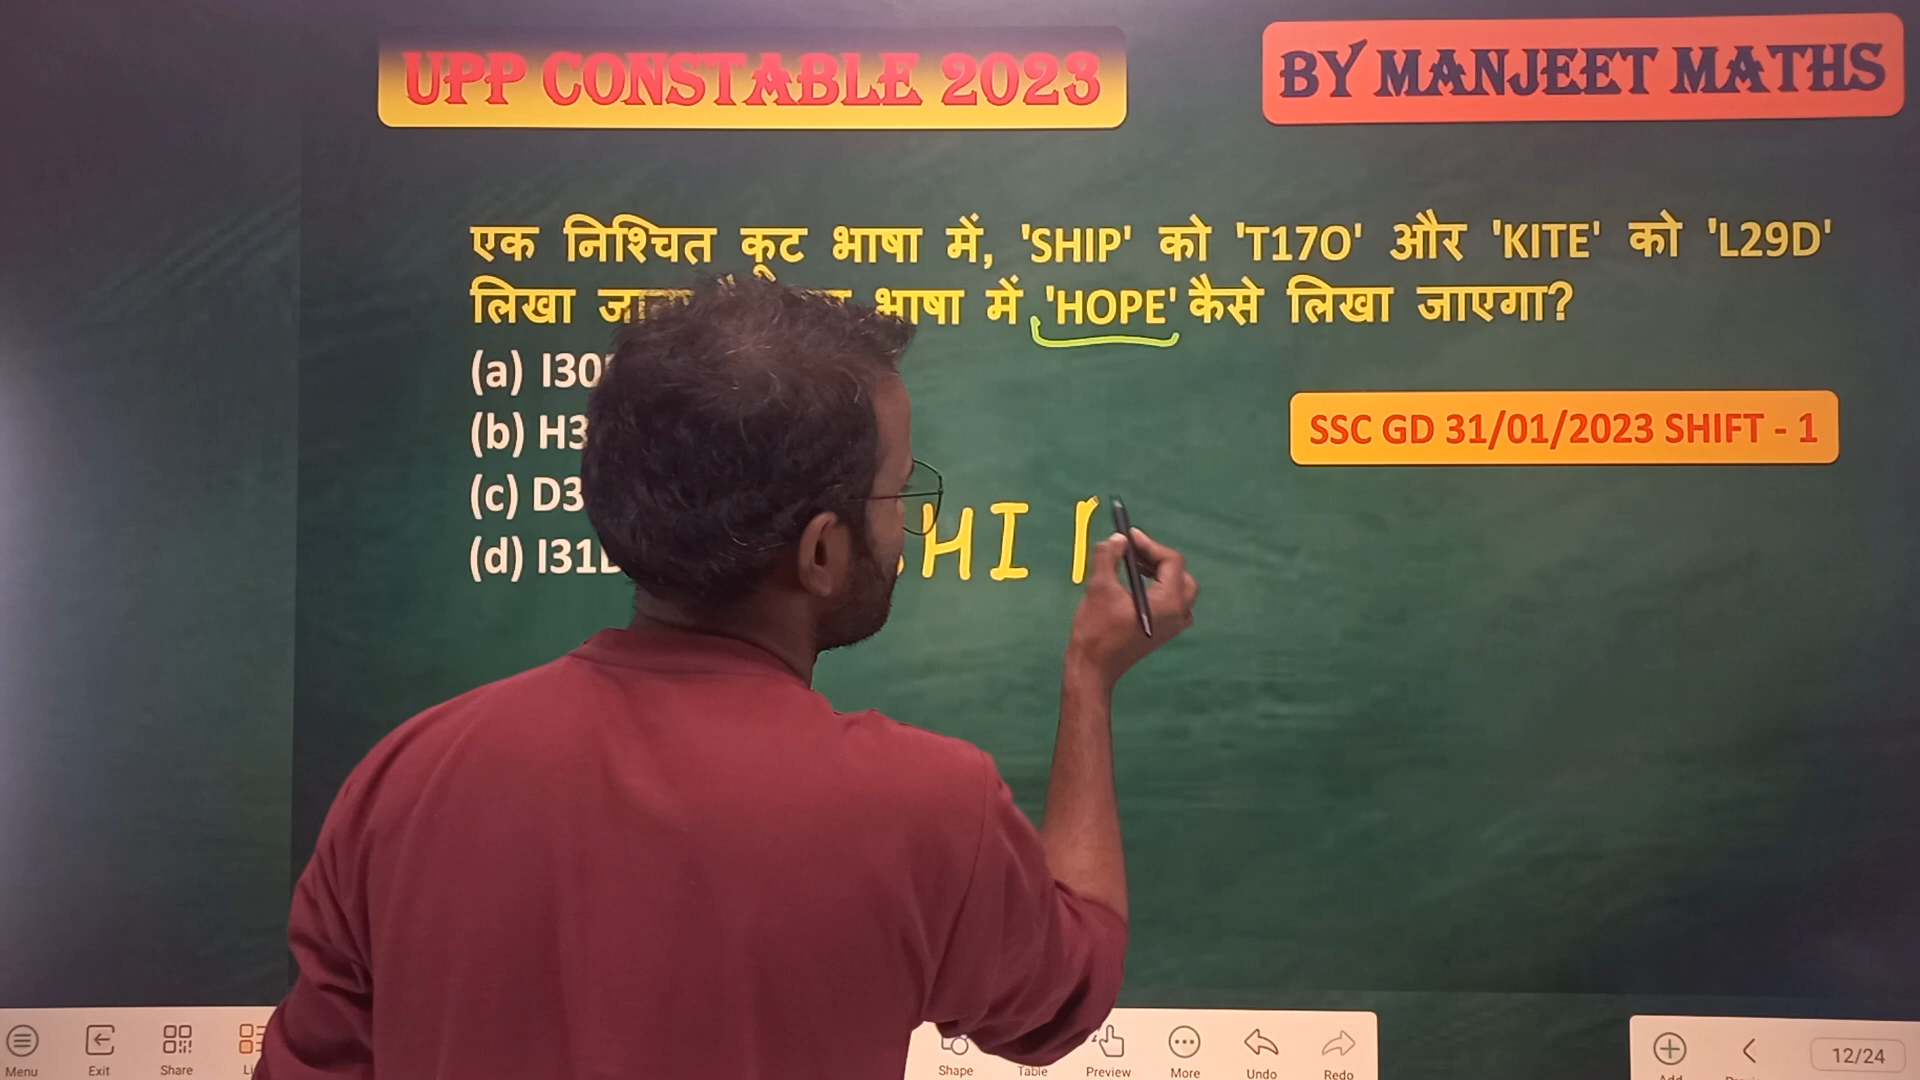 UPP CONSTABLE 2023
BY MANJEET MATHS
एक निश्चित कूट भाषा में, 'SHIP' को 'T17O' और 'KITE' को 'L29D'
लिखा भाषा में 'HOPE' कैसे लिखा जाएगा?
(a) I30
(b) H3
(c) D3
(d) I31
SSC GD 31/01/2023 SHIFT - 1
HI
Menu
Exit
Share
Shape
Table
Preview
More
Undo
Redo
12/24